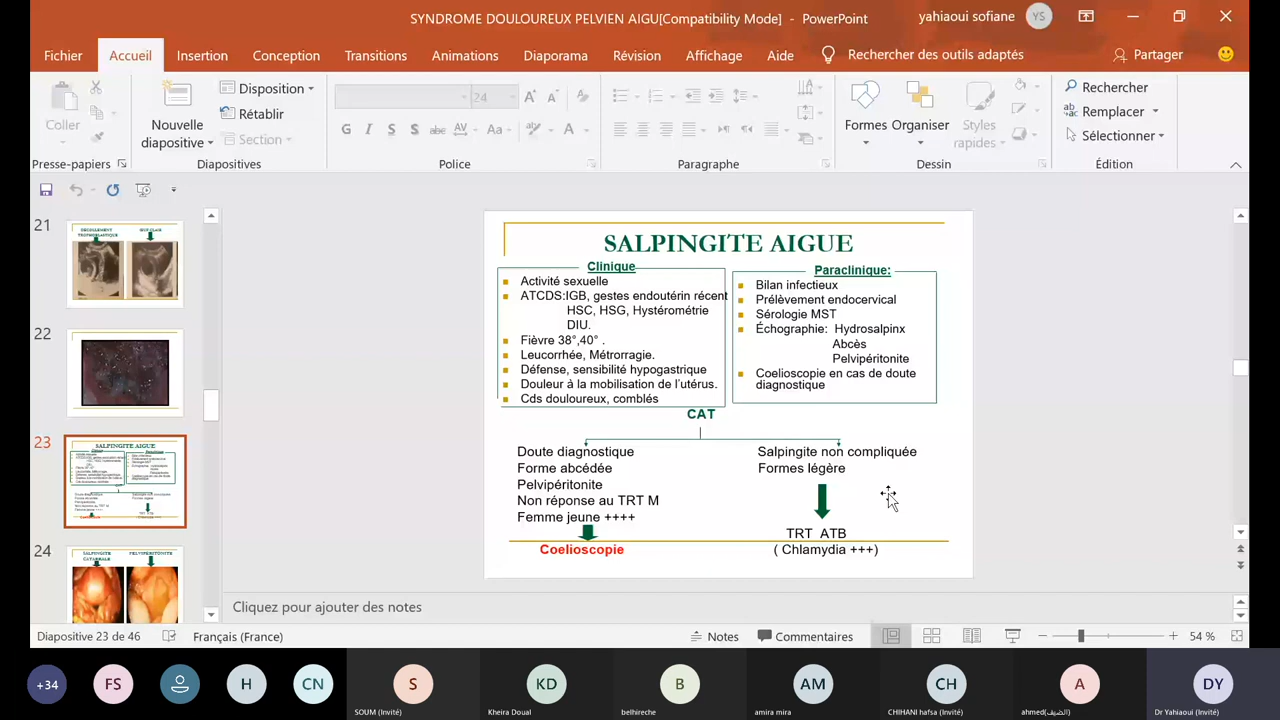 SYNDROME DOULOUREUX PELVIEN AIGU[Compatibility Mode] - PowerPoint
yahiaoui sofiane
YS
Fichier
Accueil
Insertion
Conception
Transitions
Animations
Diaporama
Révision
Affichage
Aide
Rechercher des outils adaptés
Partager
Coller
Nouvelle diapositive
Disposition
Rétablir
Section
24
G I S S abc AV Aa A
Formes
Organiser
Styles rapides
Rechercher
Remplacer
Sélectionner
Presse-papiers
Diapositives
Police
Paragraphe
Dessin
Édition
21
22
23
24
SALPINGITE AIGUE
Clinique
Activité sexuelle
ATCDS:IGB, gestes endoutérin récent
HSC, HSG, Hystérométrie
DIU.
Fièvre 38°,40° .
Leucorrhée, Métrorragie.
Défense, sensibilité hypogastrique
Douleur à la mobilisation de l'utérus.
Cds douloureux, comblés
Paraclinique:
Bilan infectieux
Prélèvement endocervical
Sérologie MST
Échographie: Hydrosalpinx
Abcès
Pelvipéritonite
Coelioscopie en cas de doute
diagnostique
CAT
Doute diagnostique
Forme abcédée
Pelvipéritonite
Non réponse au TRT M
Femme jeune ++++
Coelioscopie
Salpingite non compliquée
Formes légère
TRT ATB
( Chlamydia +++)
Cliquez pour ajouter des notes
Diapositive 23 de 46
Français (France)
Notes
Commentaires
54 %
+34
FS
H
CN
S
SOUM (Invité)
KD
Kheira Doual
B
belhireche
AM
amira mira
CH
CHIHANI hafsa (Invité)
A
ahmed(الضيف)
DY
Dr Yahiaoui (Invité)